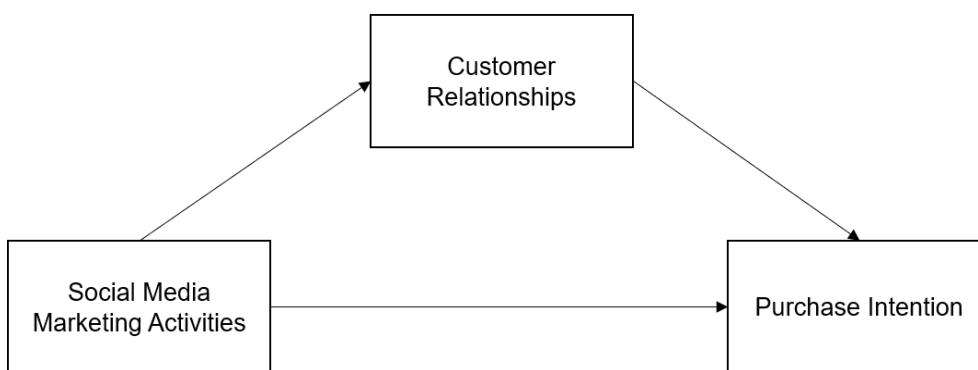 Customer
Relationships
Social Media
Marketing Activities
Purchase Intention